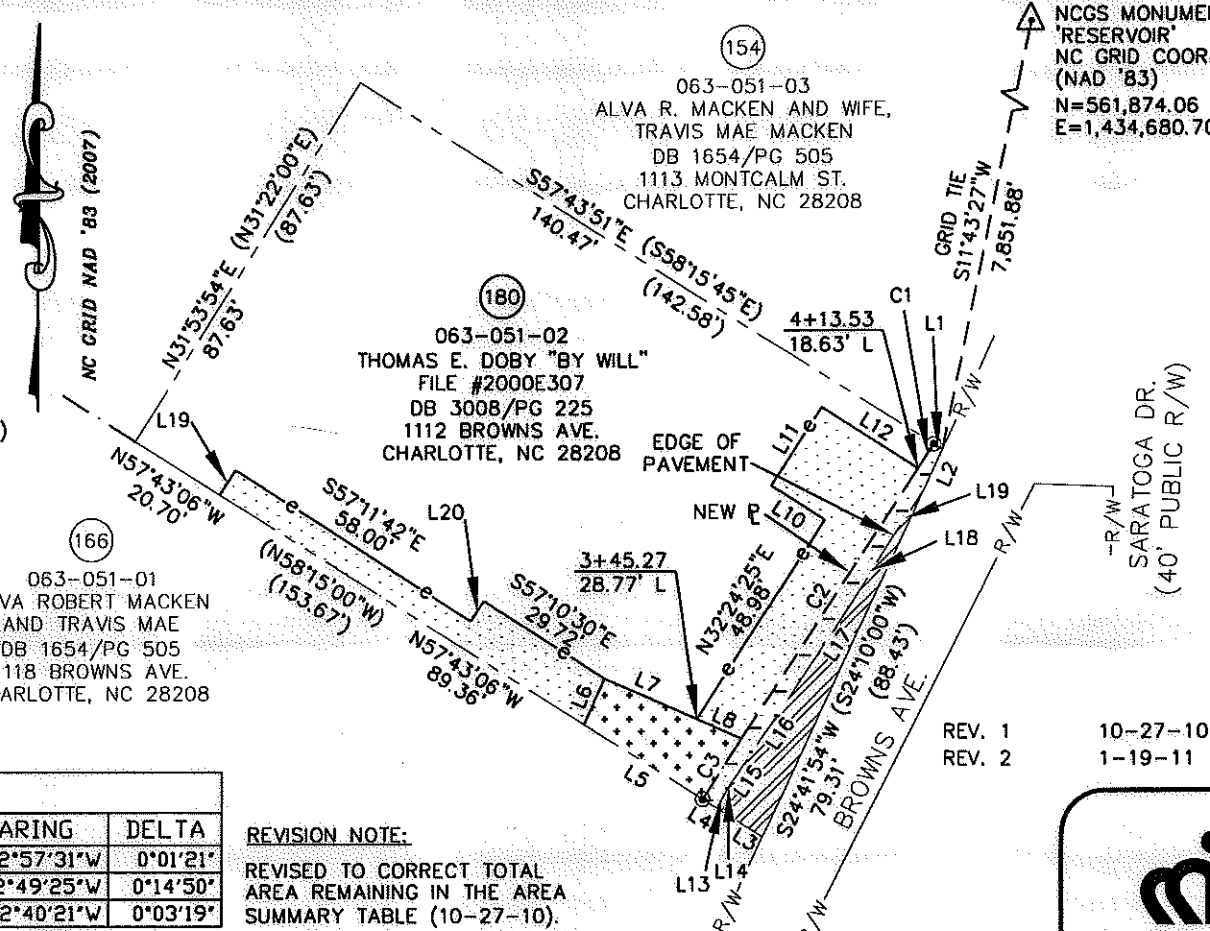 NCGS MONUME
'RESERVOIR'
NC GRID COOR
(NAD '83)
N=561,874.06
E=1,434,680.70
154
063-051-03
ALVA R. MACKEN AND WIFE,
TRAVIS MAE MACKEN
DB 1654/PG 505
1113 MONTCALM ST.
CHARLOTTE, NC 28208
NC GRID NAD '83 (2007)
N31°53'54"E (N31°22'00"E)
87.63' (87.63')
S57°43'51"E (S58°15'45"E)
140.47' (142.58')
GRID TIE
S11°43'27"W
7,851.88'
C1
L1
4+13.53
18.63' L
180
063-051-02
THOMAS E. DOBY "BY WILL"
FILE #2000E307
DB 3008/PG 225
1112 BROWNS AVE.
CHARLOTTE, NC 28208
R/W
SARATOGA DR.
(40' PUBLIC R/W)
L19
L11
L12
L2
EDGE OF
PAVEMENT
L19
L10
NEW PL
L18
R/W
R/W
N57°43'06"W
20.70'
S57°11'42"E
58.00'
L20
e
e
e
e
e
e
166
063-051-01
VA ROBERT MACKEN
AND TRAVIS MAE
DB 1654/PG 505
118 BROWNS AVE.
ARLOTTE, NC 28208
(N58°15'00"W)
(153.67')
S57°10'30"E
29.72'
3+45.27
28.77' L
N32°24'25"E
48.98'
C2
L17
N57°43'06"W
89.36'
L6
L7
L8
L16
S24°41'54"W (S24°10'00"W)
79.31' (88.43')
BROWNS AVE.
L5
C3
L15
L4
L3
L13
L14
R/W
R/W
REV. 1 10-27-10
REV. 2 1-19-11
ARING DELTA
2°57'31"W 0°01'21"
2°49'25"W 0°14'50"
2°40'21"W 0°03'19"
REVISION NOTE:
REVISED TO CORRECT TOTAL
AREA REMAINING IN THE AREA
SUMMARY TABLE (10-27-10).
)